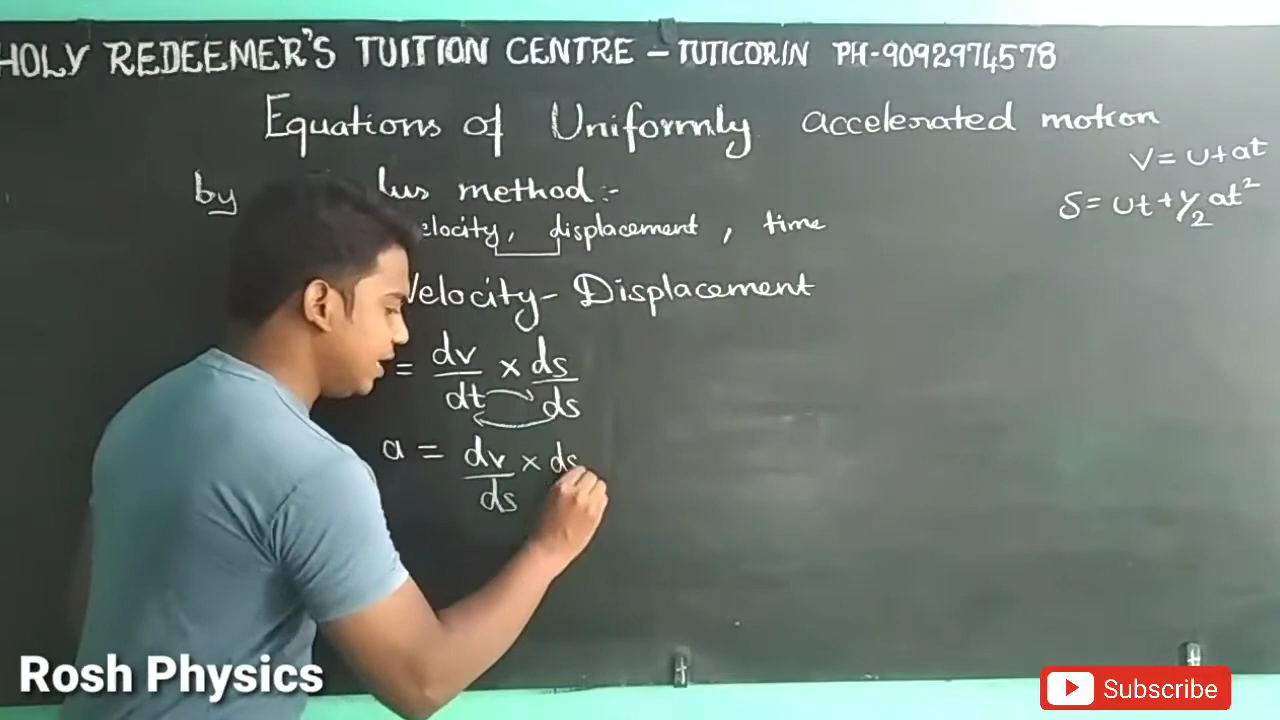 HOLY REDEEMER'S TUITION CENTRE – TUTICORIN PH-9092974578
Equations of Uniformly accelerated motion
v = u+at
by lus method:-
s = ut + 1/2 at²
elocity, displacement, time
Velocity - Displacement
= dv/dt × ds/ds
a = dv/ds × ds
Rosh Physics
Subscribe